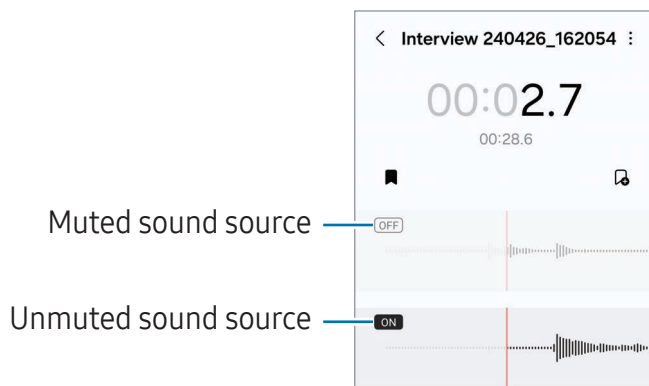 Interview 240426_162054
00:02.7
00:28.6
Muted sound source
OFF
Unmuted sound source
ON